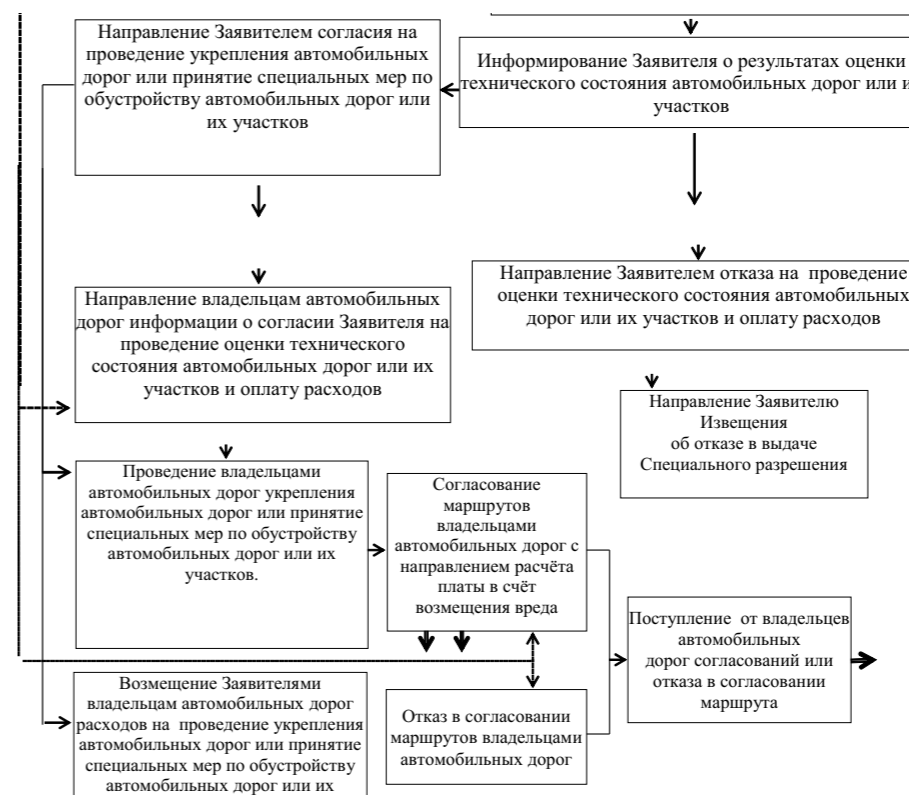 Направление Заявителем согласия на
проведение укрепления автомобильных
дорог или принятие специальных мер по
обустройству автомобильных дорог или
их участков
Информирование Заявителя о результатах оценки
технического состояния автомобильных дорог или и
участков
Направление владельцам автомобильных
дорог информации о согласии Заявителя на
проведение оценки технического
состояния автомобильных дорог или их
участков и оплату расходов
Направление Заявителем отказа на проведение
оценки технического состояния автомобильных
дорог или их участков и оплату расходов
Направление Заявителю
Извещения
об отказе в выдаче
Специального разрешения
Проведение владельцами
автомобильных дорог укрепления
автомобильных дорог или принятие
специальных мер по обустройству
автомобильных дорог или их
участков.
Согласование
маршрутов
владельцами
автомобильных дорог с
направлением расчёта
платы в счёт
возмещения вреда
Поступление от владельцев
автомобильных
дорог согласований или
отказа в согласовании
маршрута
Возмещение Заявителями
владельцам автомобильных дорог
расходов на проведение укрепления
автомобильных дорог или принятие
специальных мер по обустройству
автомобильных дорог или их
Отказ в согласовании
маршрутов владельцами
автомобильных дорог